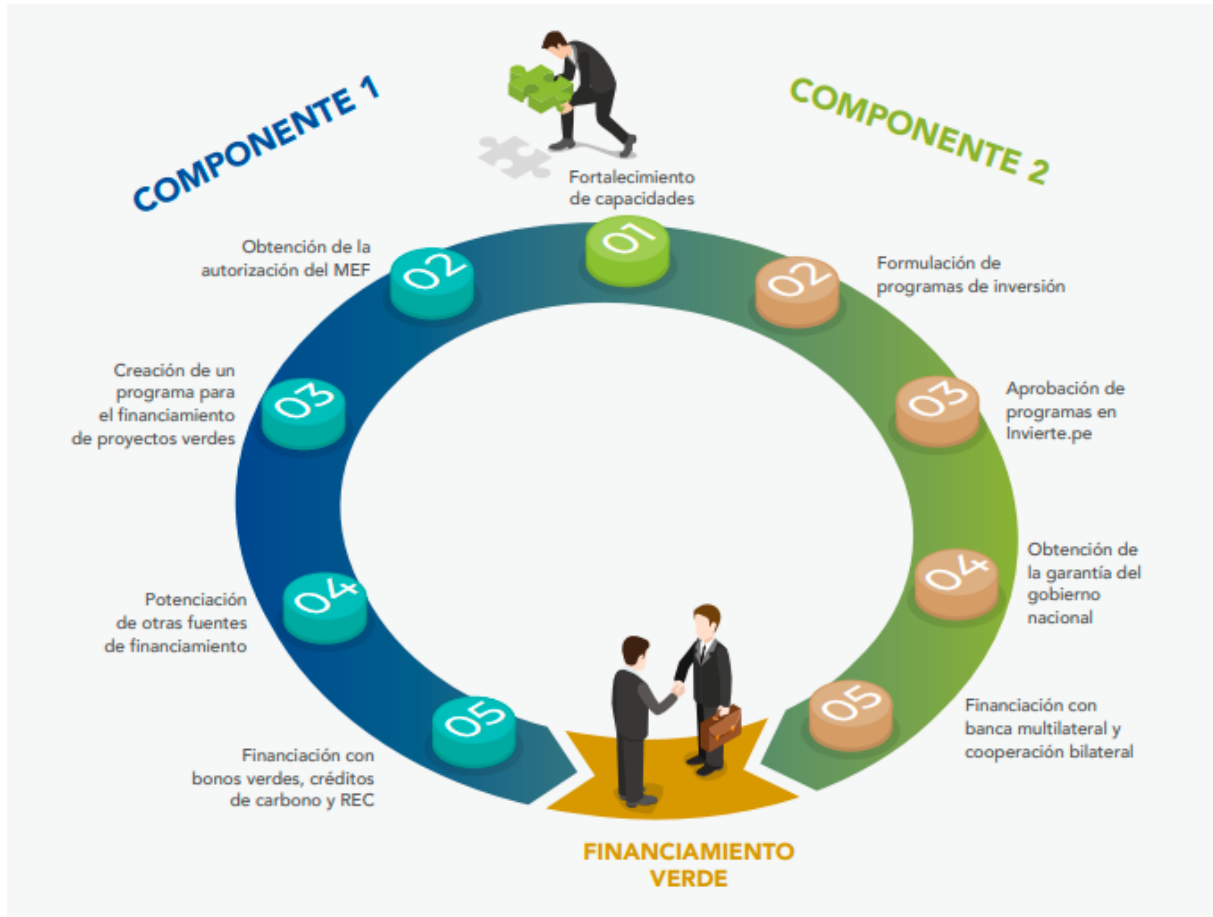 COMPONENTE 1
COMPONENTE 2
Fortalecimiento
de capacidades
01
02
Obtención de la
autorización del MEF
03
Creación de un
programa para
el financiamiento
de proyectos verdes
04
Potenciación
de otras fuentes
de financiamiento
05
Financiación con
bonos verdes, créditos
de carbono y REC
02
Formulación de
programas de inversión
03
Aprobación de
programas en
Invierte.pe
04
Obtención de
la garantía del
gobierno
nacional
05
Financiación con
banca multilateral y
cooperación bilateral
FINANCIAMIENTO
VERDE